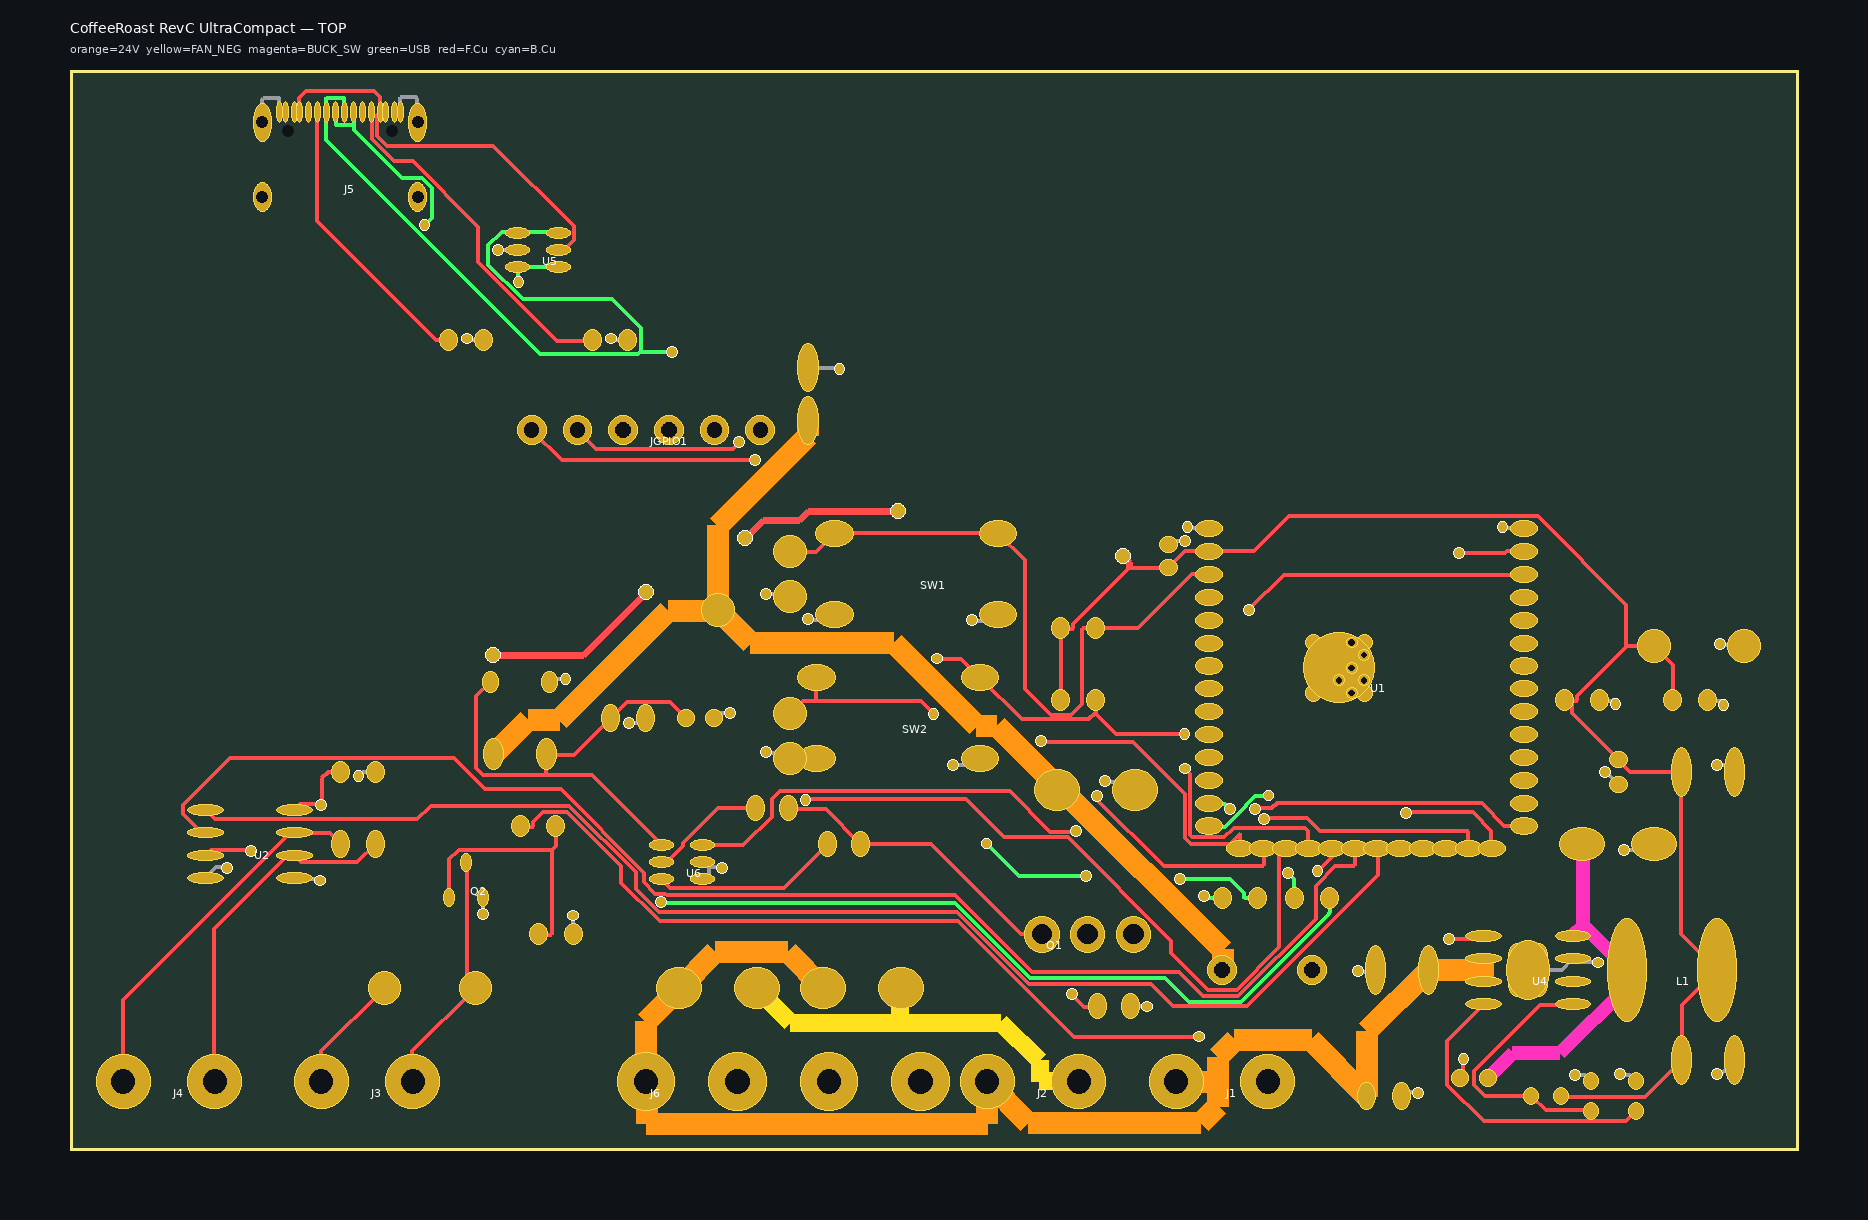 CoffeeRoast RevC UltraCompact — TOP
orange=24V yellow=FAN_NEG magenta=BUCK_SW green=USB red=F.Cu cyan=B.Cu
J5
U5
JGPIO1
SW1
U1
SW2
U2
U6
Q2
Q1
U4
L1
J4
J3
J6
J2
J1